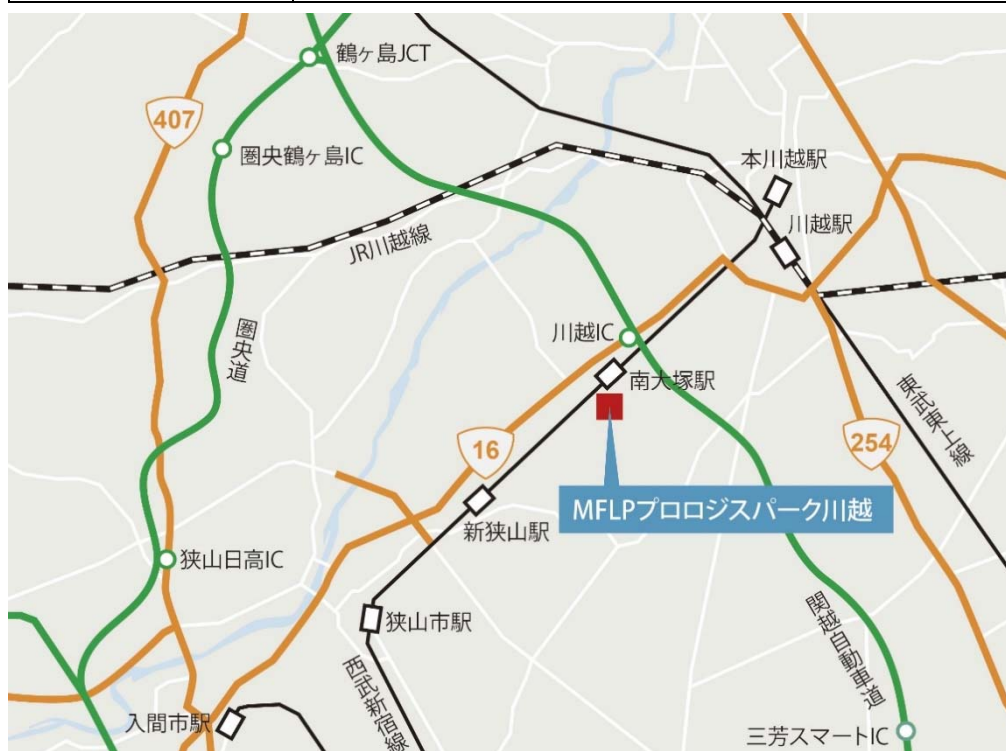 鶴ヶ島JCT
407
圏央鶴ヶ島IC
本川越駅
川越駅
JR川越線
圏央道
川越IC
南大塚駅
東武東上線
16
254
MFLPプロロジスパーク川越
新狭山駅
狭山日高IC
狭山市駅
関越自動車道
西武新宿線
入間市駅
三芳スマートIC